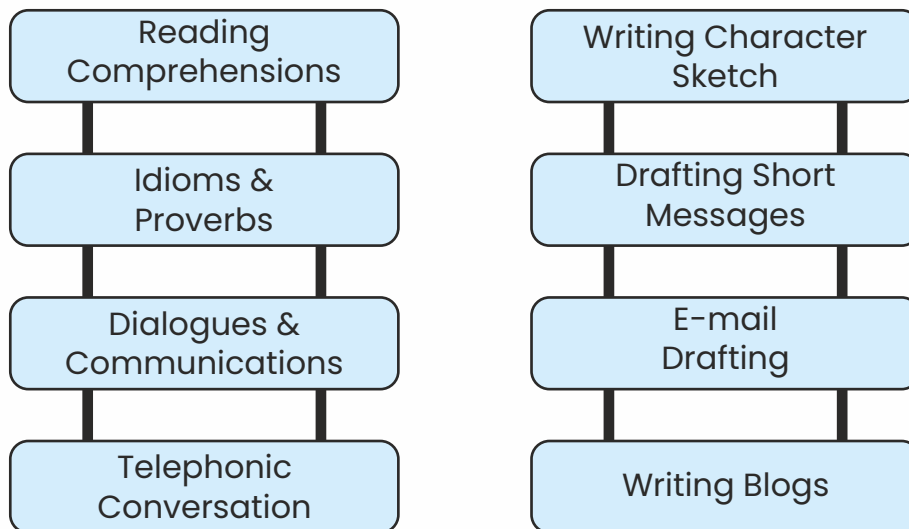 Reading
Comprehensions
Idioms &
Proverbs
Dialogues &
Communications
Telephonic
Conversation
Writing Character
Sketch
Drafting Short
Messages
E-mail
Drafting
Writing Blogs